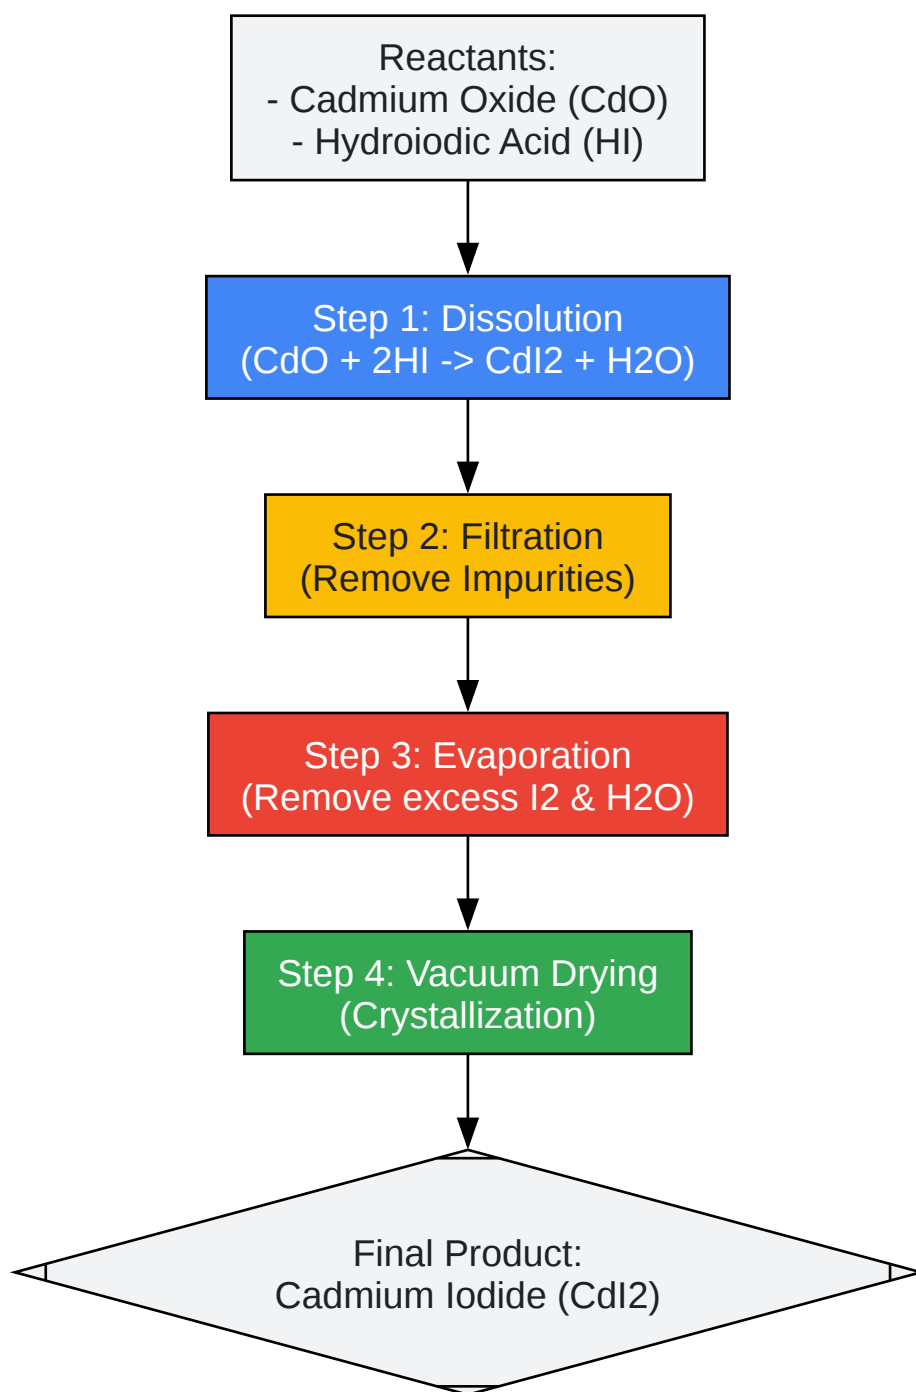 Reactants:
- Cadmium Oxide (CdO)
- Hydroiodic Acid (HI)
Step 1: Dissolution
(CdO + 2HI -> CdI2 + H2O)
Step 2: Filtration
(Remove Impurities)
Step 3: Evaporation
(Remove excess I2 & H2O)
Step 4: Vacuum Drying
(Crystallization)
Final Product:
Cadmium Iodide (CdI2)